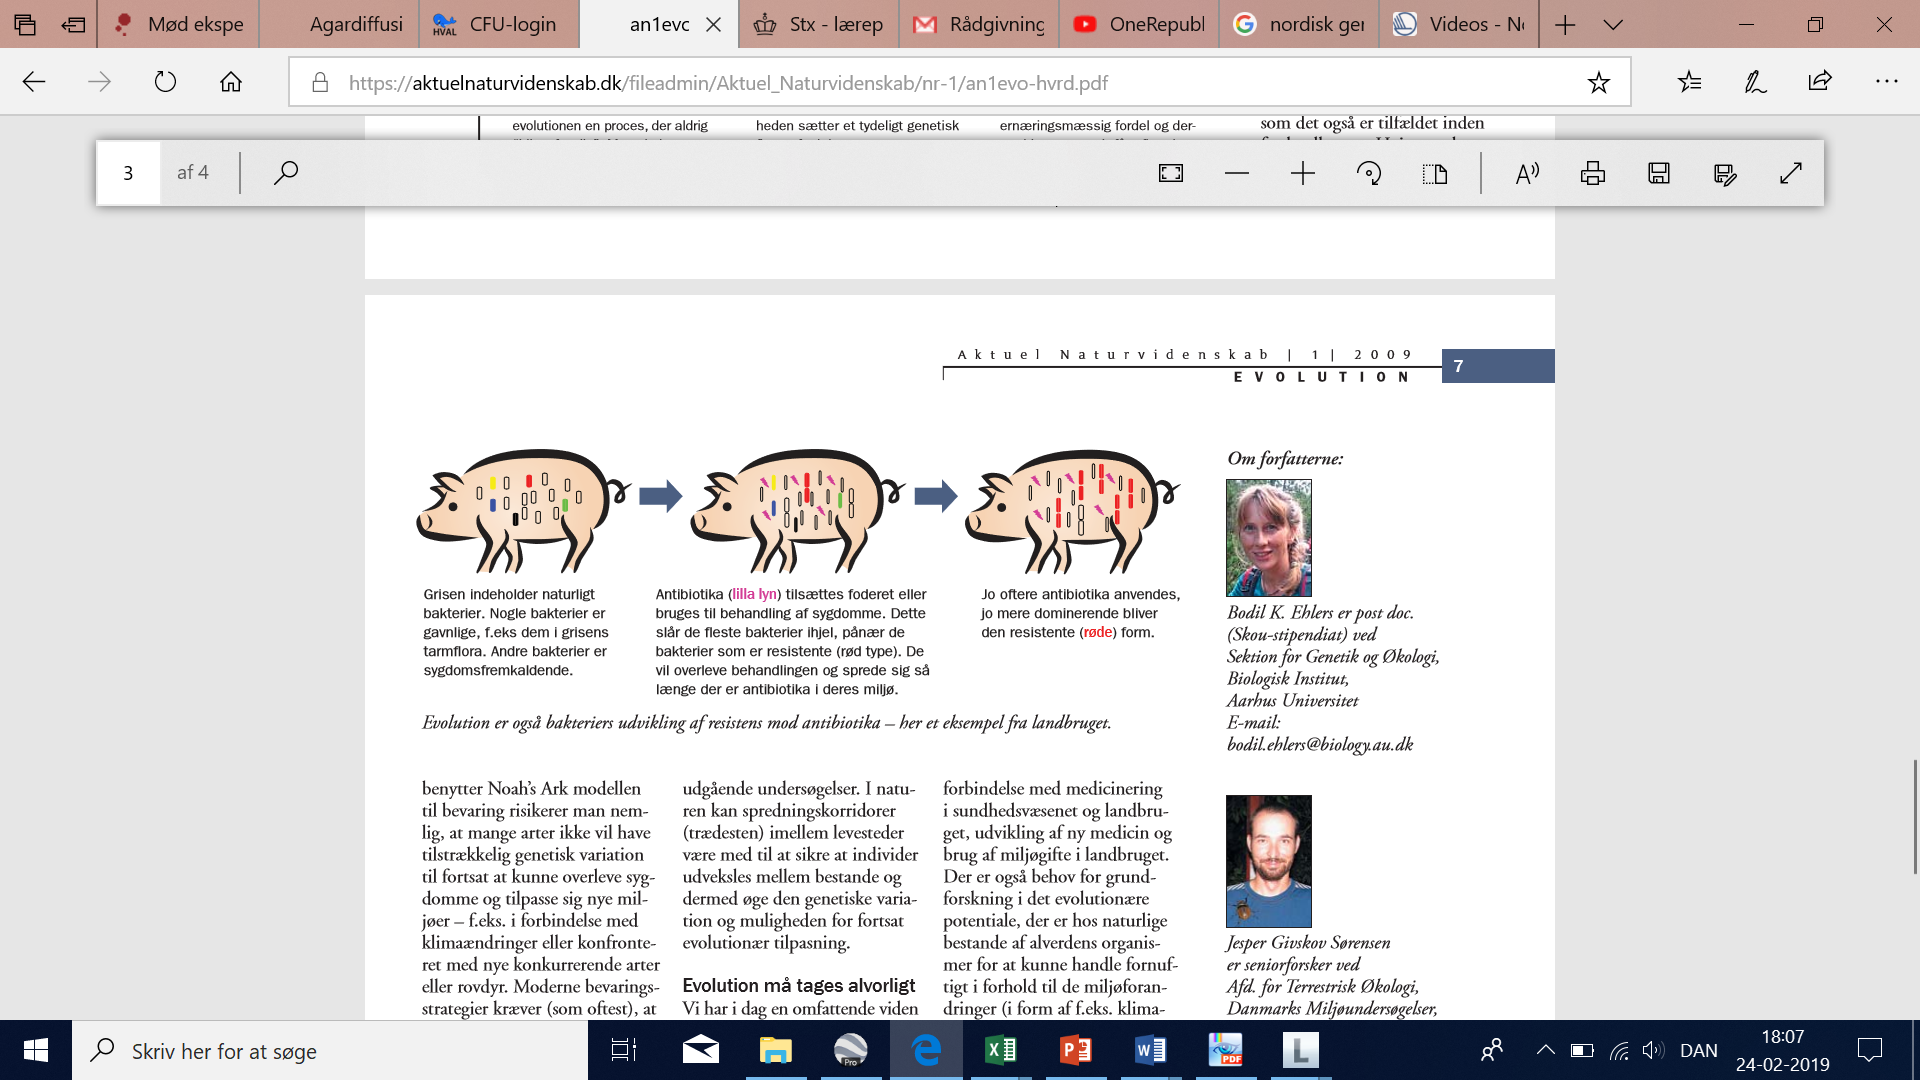 Mød ekspe
Agardiffusi
HVAL
CFU-login
an1evc
Stx - lærep
Rådgivning
OneRepubl
nordisk ger
Videos - No
https://aktuelnaturvidenskab.dk/fileadmin/Aktuel_Naturvidenskab/nr-1/an1evo-hvrd.pdf
evolutionen en proces, der aldrig
heden sætter et tydeligt genetisk
ernæringsmæssig fordel og der-
som det også er tilfældet inden
3 af 4
Aktuel Naturvidenskab | 1| 2009
EVOLUTION
7
Grisen indeholder naturligt
bakterier. Nogle bakterier er
gavnlige, f.eks dem i grisens
tarmflora. Andre bakterier er
sygdomsfremkaldende.
Antibiotika (lilla lyn) tilsættes foderet eller
bruges til behandling af sygdomme. Dette
slår de fleste bakterier ihjel, pånær de
bakterier som er resistente (rød type). De
vil overleve behandlingen og sprede sig så
længe der er antibiotika i deres miljø.
Jo oftere antibiotika anvendes,
jo mere dominerende bliver
den resistente (røde) form.
Evolution er også bakteriers udvikling af resistens mod antibiotika – her et eksempel fra landbruget.
benytter Noah's Ark modellen
til bevaring risikerer man nem-
lig, at mange arter ikke vil have
tilstrækkelig genetisk variation
til fortsat at kunne overleve syg-
domme og tilpasse sig nye mil-
jøer – f.eks. i forbindelse med
klimaændringer eller konfronte-
ret med nye konkurrerende arter
eller rovdyr. Moderne bevarings-
strategier kræver (som oftest), at
udgående undersøgelser. I natu-
ren kan spredningskorridorer
(trædesten) imellem levesteder
være med til at sikre at individer
udveksles mellem bestande og
dermed øge den genetiske varia-
tion og muligheden for fortsat
evolutionær tilpasning.
Evolution må tages alvorligt
Vi har i dag en omfattende viden
forbindelse med medicinering
i sundhedsvæsenet og landbru-
get, udvikling af ny medicin og
brug af miljøgifte i landbruget.
Der er også behov for grund-
forskning i det evolutionære
potentiale, der er hos naturlige
bestande af alverdens organis-
mer for at kunne handle fornuf-
tigt i forhold til de miljøforan-
dringer (i form af f.eks. klima-
Om forfatterne:
Bodil K. Ehlers er post doc.
(Skou-stipendiat) ved
Sektion for Genetik og Økologi,
Biologisk Institut,
Aarhus Universitet
E-mail:
bodil.ehlers@biology.au.dk
Jesper Givskov Sørensen
er seniorforsker ved
Afd. for Terrestrisk Økologi,
Danmarks Miljøundersøgelser,
Skriv her for at søge
DAN
18:07
24-02-2019